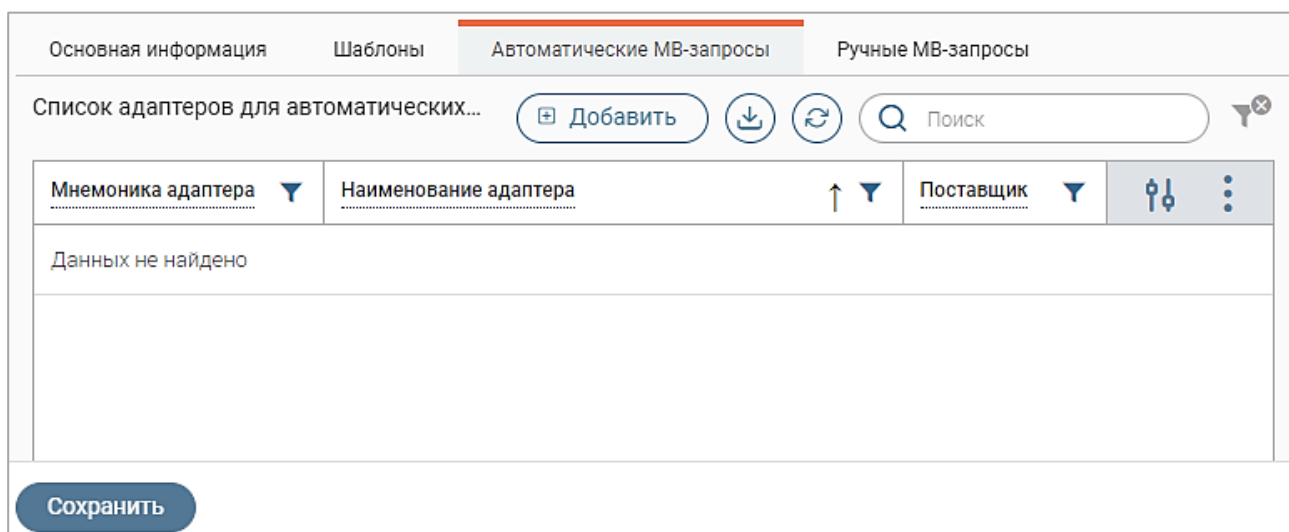 Основная информация Шаблоны Автоматические МВ-запросы Ручные МВ-запросы
Список адаптеров для автоматических... Добавить Поиск
Мнемоника адаптера Наименование адаптера Поставщик
Данных не найдено
Сохранить